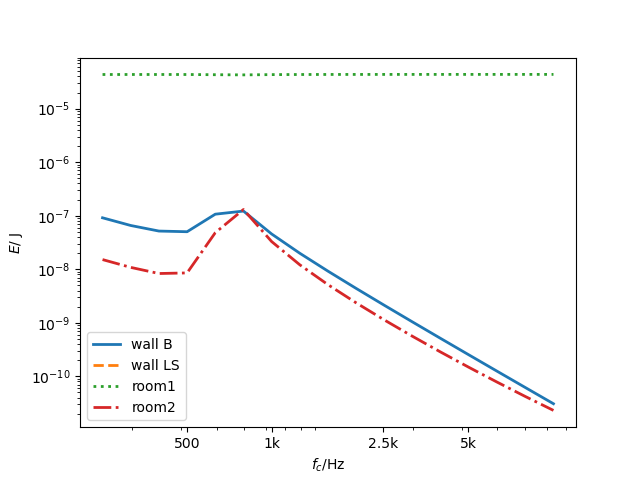 E/ J
10⁻⁵
10⁻⁶
10⁻⁷
10⁻⁸
10⁻⁹
10⁻¹⁰
wall B
wall LS
room1
room2
500
1k
2.5k
5k
f_c/Hz